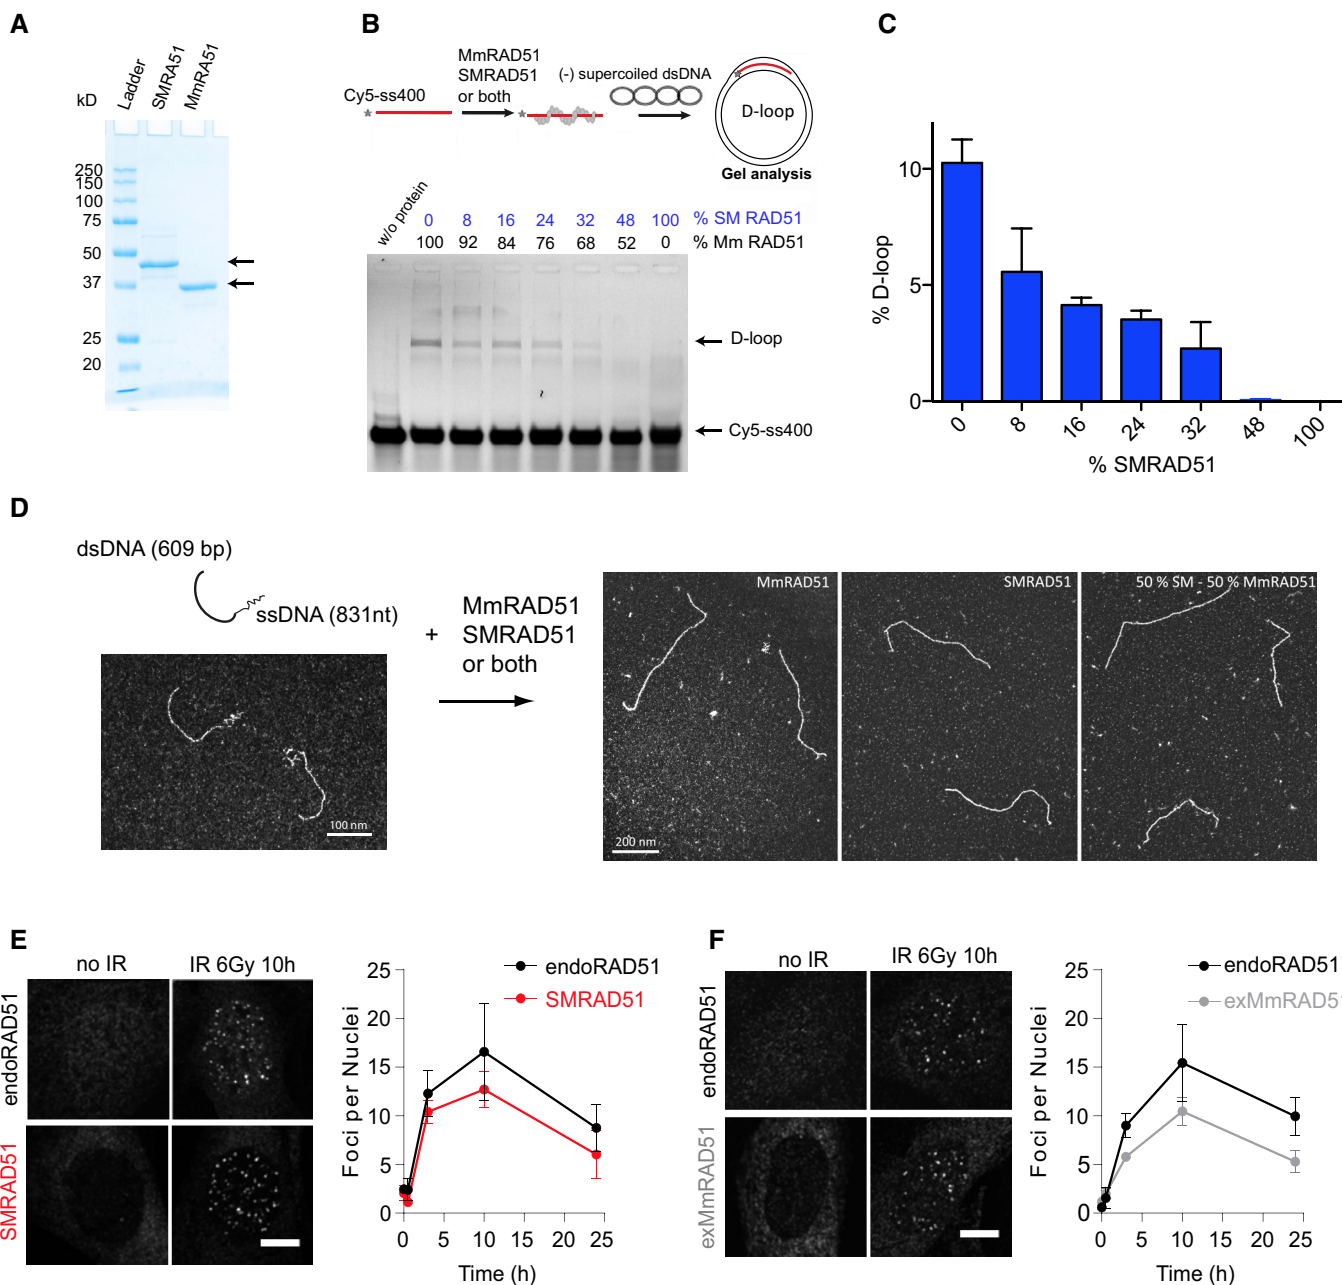 A
kD
Ladder
SMRA51
MmRA51
250
150
100
75
50
37
25
20
B
Cy5-ss400
MmRAD51
SMRAD51
or both
(-) supercoiled dsDNA
D-loop
Gel analysis
w/o protein
0 8 16 24 32 48 100 % SM RAD51
100 92 84 76 68 52 0 % Mm RAD51
D-loop
Cy5-ss400
C
% D-loop
10
5
0
0 8 16 24 32 48 100
% SMRAD51
D
dsDNA (609 bp)
ssDNA (831nt)
100 nm
+
MmRAD51
SMRAD51
or both
MmRAD51
200 nm
SMRAD51
50 % SM - 50 % MmRAD51
E
no IR
IR 6Gy 10h
endoRAD51
SMRAD51
Foci per Nuclei
25
20
15
10
5
0
0 5 10 15 20 25
Time (h)
endoRAD51
SMRAD51
F
no IR
IR 6Gy 10h
endoRAD51
exMmRAD51
Foci per Nuclei
25
20
15
10
5
0
0 5 10 15 20 25
Time (h)
endoRAD51
exMmRAD51